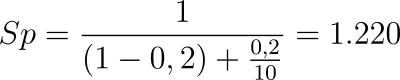 $Sp = \frac{1}{(1-0,2)+\frac{0,2}{10}} = 1.220$